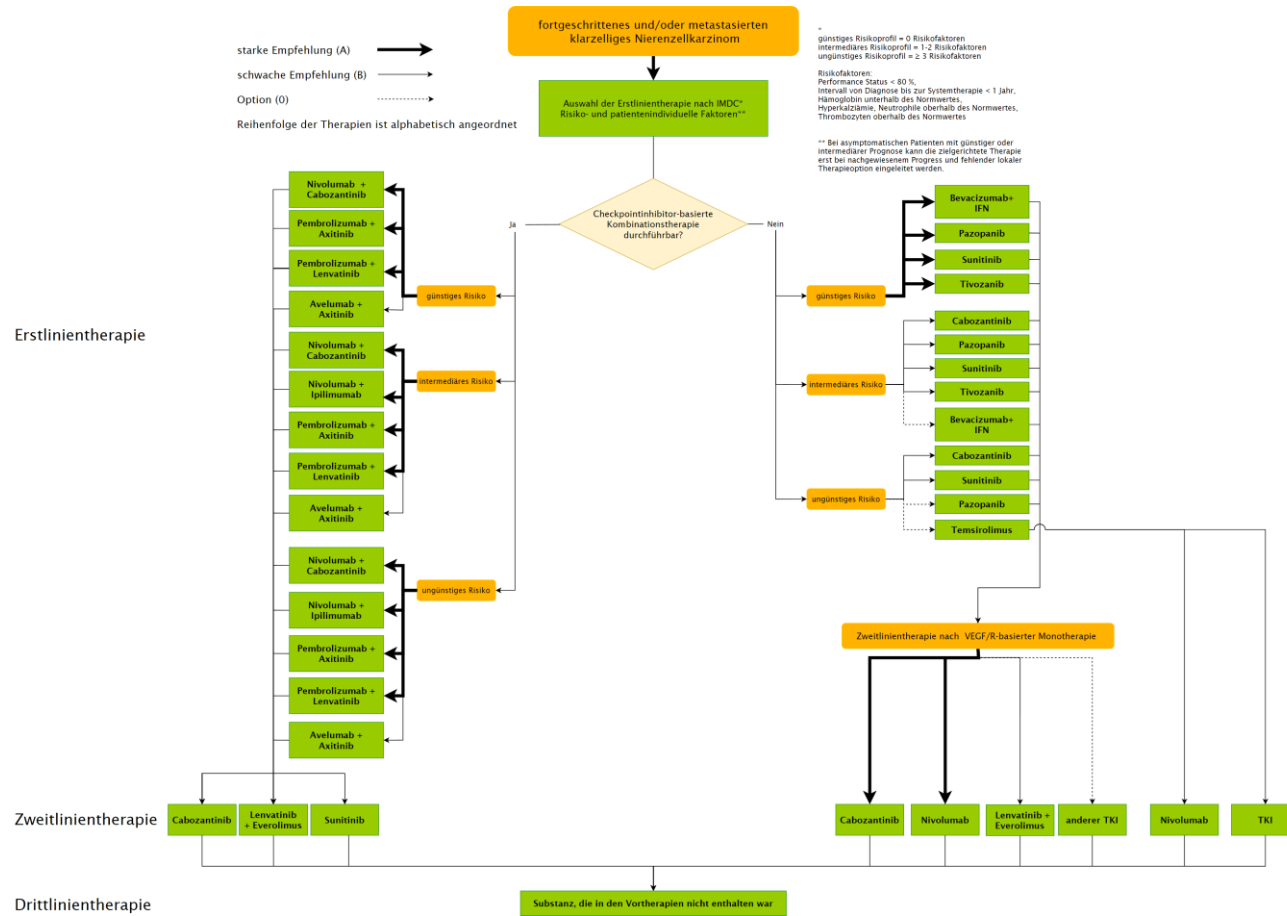 fortgeschrittenes und/oder metastasierten
klarzelliges Nierenzellkarzinom
starke Empfehlung (A)
schwache Empfehlung (B)
Option (0)
Reihenfolge der Therapien ist alphabetisch angeordnet
*
günstiges Risikoprofil = 0 Risikofaktoren
intermediäres Risikoprofil = 1-2 Risikofaktoren
ungünstiges Risikoprofil = ≥ 3 Risikofaktoren
Risikofaktoren:
Performance Status < 80 %,
Intervall von Diagnose bis zur Systemtherapie < 1 Jahr,
Hämoglobin unterhalb des Normwertes,
Hyperkalziämie, Neutrophile oberhalb des Normwertes,
Thrombozyten oberhalb des Normwertes
** Bei asymptomatischen Patienten mit günstiger oder
intermediärer Prognose kann die zielgerichtete Therapie
erst bei nachgewiesenem Progress und fehlender lokaler
Therapieoption eingeleitet werden.
Auswahl der Erstlinientherapie nach IMDC*
Risiko- und patientenindividuelle Faktoren**
Checkpointinhibitor-basierte
Kombinationstherapie
durchführbar?
Ja
Nein
Erstlinientherapie
Nivolumab +
Cabozantinib
Pembrolizumab +
Axitinib
Pembrolizumab +
Lenvatinib
Avelumab +
Axitinib
günstiges Risiko
Nivolumab +
Cabozantinib
Nivolumab +
Ipilimumab
Pembrolizumab +
Axitinib
Pembrolizumab +
Lenvatinib
Avelumab +
Axitinib
intermediäres Risiko
Nivolumab +
Cabozantinib
Nivolumab +
Ipilimumab
Pembrolizumab +
Axitinib
Pembrolizumab +
Lenvatinib
Avelumab +
Axitinib
ungünstiges Risiko
günstiges Risiko
Bevacizumab+
IFN
Pazopanib
Sunitinib
Tivozanib
intermediäres Risiko
Cabozantinib
Pazopanib
Sunitinib
Tivozanib
Bevacizumab+
IFN
ungünstiges Risiko
Cabozantinib
Sunitinib
Pazopanib
Temsirolimus
Zweitlinientherapie nach VEGF/R-basierter Monotherapie
Zweitlinientherapie
Cabozantinib
Lenvatinib
+ Everolimus
Sunitinib
Cabozantinib
Nivolumab
Lenvatinib +
Everolimus
anderer TKI
Nivolumab
TKI
Drittlinientherapie
Substanz, die in den Vortherapien nicht enthalten war